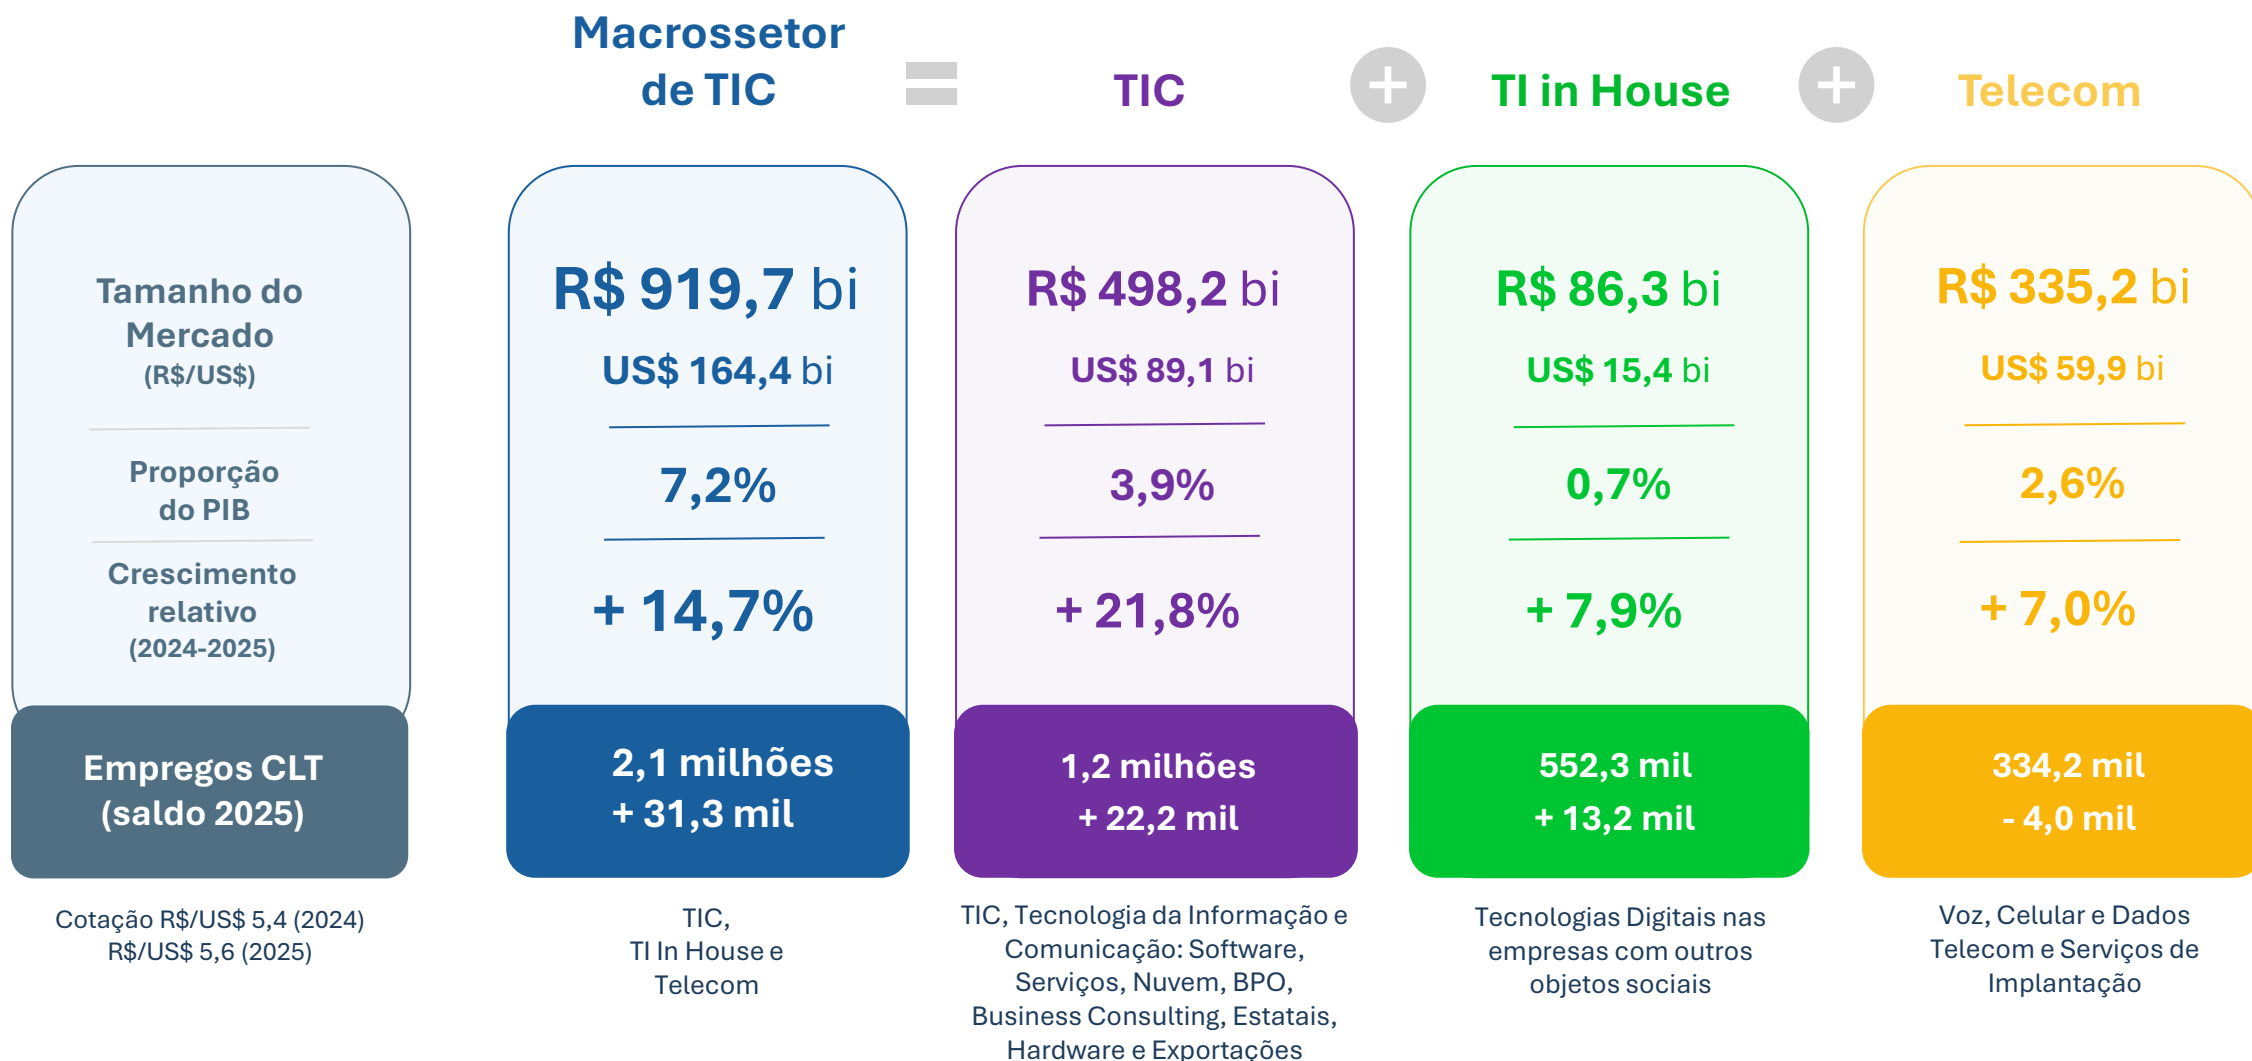 Macrossetor
de TIC
=
TIC
+
TI in House
+
Telecom
Tamanho do
Mercado
(R$/US$)
Proporção
do PIB
Crescimento
relativo
(2024-2025)
Empregos CLT
(saldo 2025)
Cotação R$/US$ 5,4 (2024)
R$/US$ 5,6 (2025)
R$ 919,7 bi
US$ 164,4 bi
7,2%
+ 14,7%
2,1 milhões
+ 31,3 mil
TIC,
TI In House e
Telecom
R$ 498,2 bi
US$ 89,1 bi
3,9%
+ 21,8%
1,2 milhões
+ 22,2 mil
TIC, Tecnologia da Informação e
Comunicação: Software,
Serviços, Nuvem, BPO,
Business Consulting, Estatais,
Hardware e Exportações
R$ 86,3 bi
US$ 15,4 bi
0,7%
+ 7,9%
552,3 mil
+ 13,2 mil
Tecnologias Digitais nas
empresas com outros
objetos sociais
R$ 335,2 bi
US$ 59,9 bi
2,6%
+ 7,0%
334,2 mil
- 4,0 mil
Voz, Celular e Dados
Telecom e Serviços de
Implantação